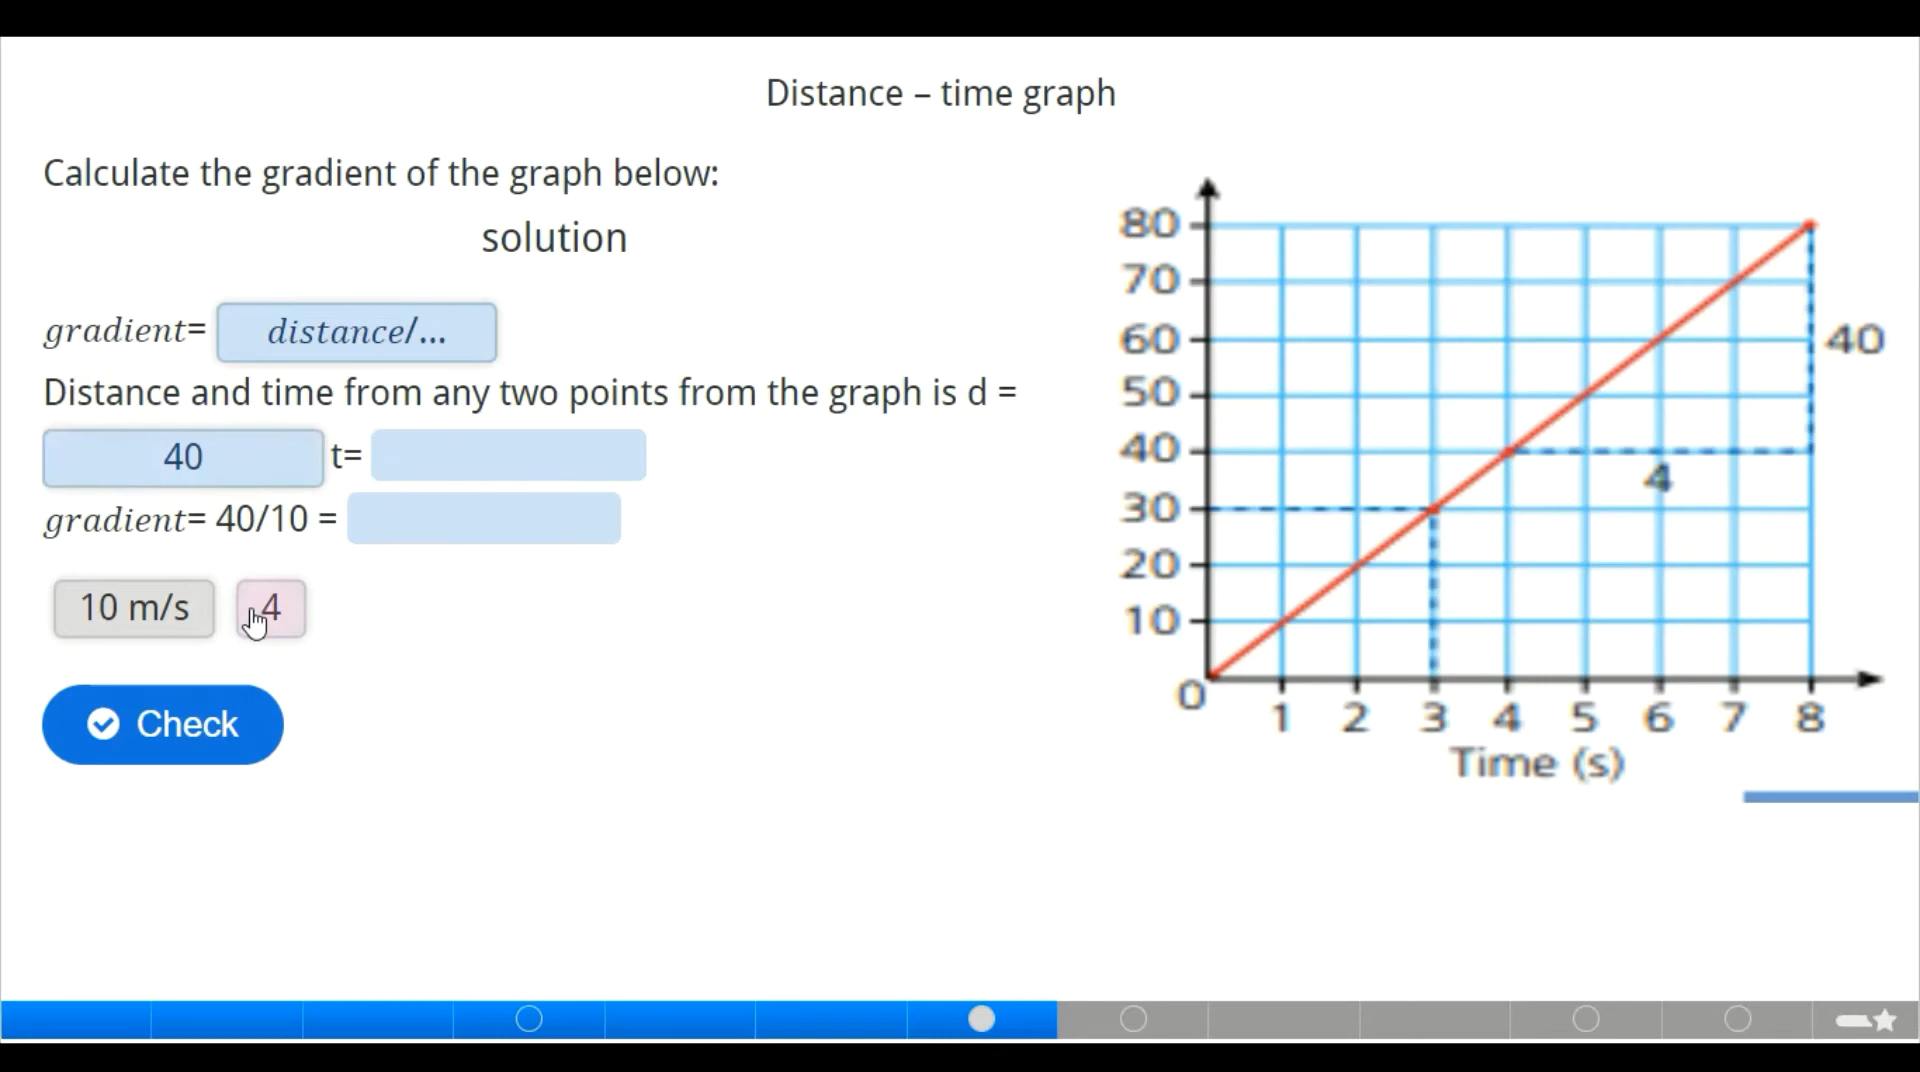 Distance – time graph
Calculate the gradient of the graph below:
solution
gradient= distance/...
Distance and time from any two points from the graph is d =
40 t=
gradient= 40/10 =
10 m/s 4
Check
80
70
60
50
40
30
20
10
0
40
4
1 2 3 4 5 6 7 8
Time (s)